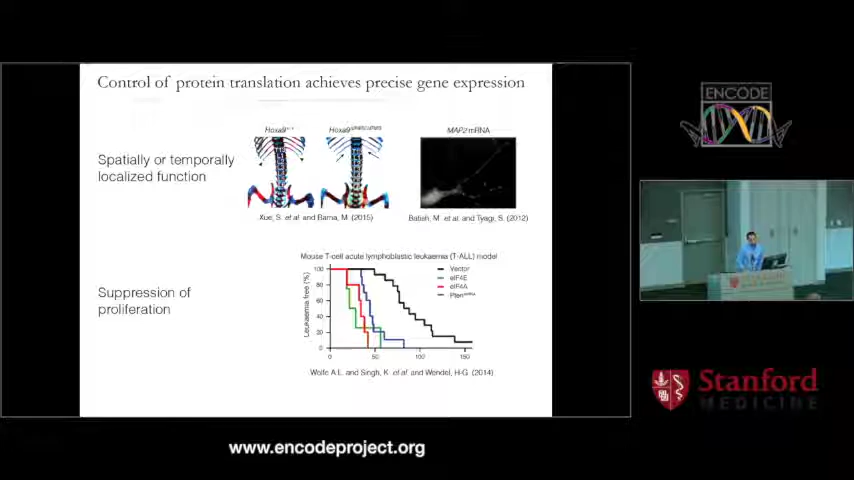 Control of protein translation achieves precise gene expression
ENCODE
Spatially or temporally
localized function
MAP2 mRNA
Xue, S. et al. and Barna, M. (2015)
Batish, M. et al. and Tyagi, S. (2012)
Mouse T-cell acute lymphoblastic leukaemia (T-ALL) model
Suppression of
proliferation
Leukaemia free (%)
100
80
60
40
20
0
0
50
100
150
Vector
eIF4E
eIF4A
Wolfe A.L. and Singh, K. et al. and Wendel, H-G. (2014)
Stanford
MEDICINE
www.encodeproject.org